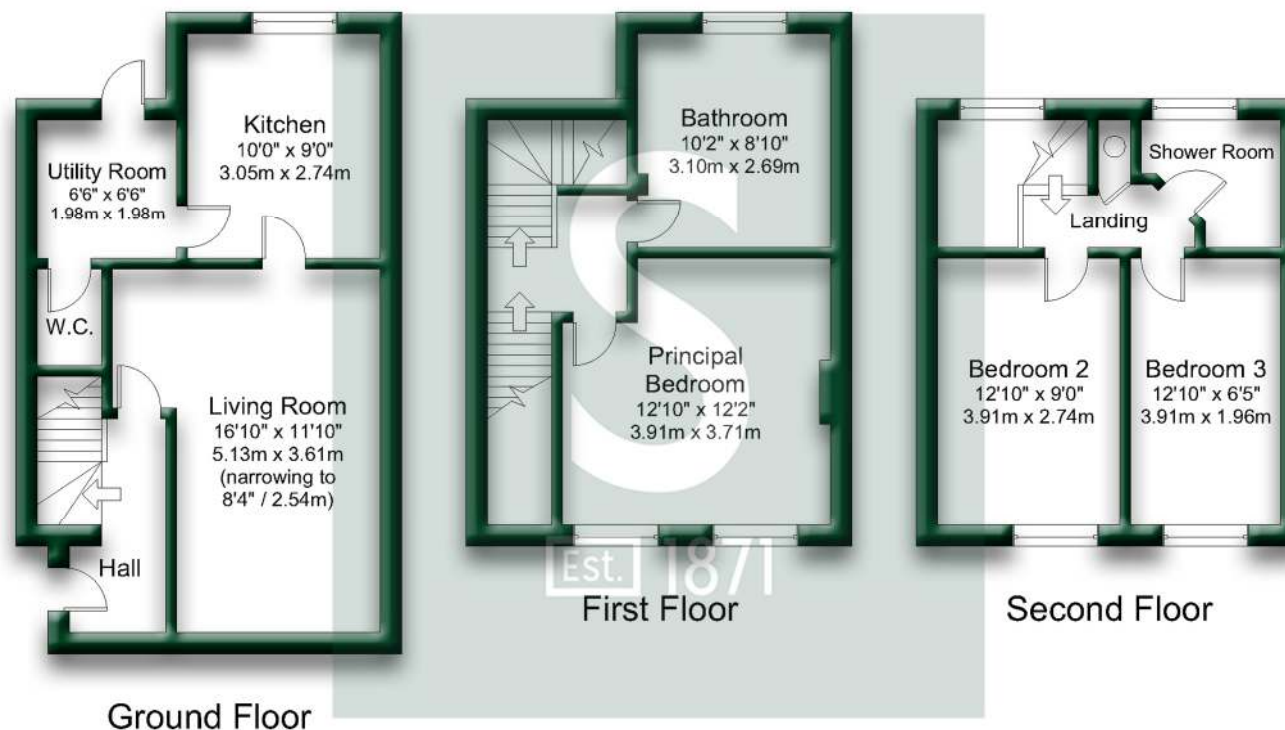 Kitchen
10'0" x 9'0"
3.05m x 2.74m
Utility Room
6'6" x 6'6"
1.98m x 1.98m
W.C.
Living Room
16'10" x 11'10"
5.13m x 3.61m
(narrowing to
8'4" / 2.54m)
Hall
Ground Floor
Bathroom
10'2" x 8'10"
3.10m x 2.69m
Principal
Bedroom
12'10" x 12'2"
3.91m x 3.71m
S
Est. 1871
First Floor
Shower Room
Landing
Bedroom 2
12'10" x 9'0"
3.91m x 2.74m
Bedroom 3
12'10" x 6'5"
3.91m x 1.96m
Second Floor